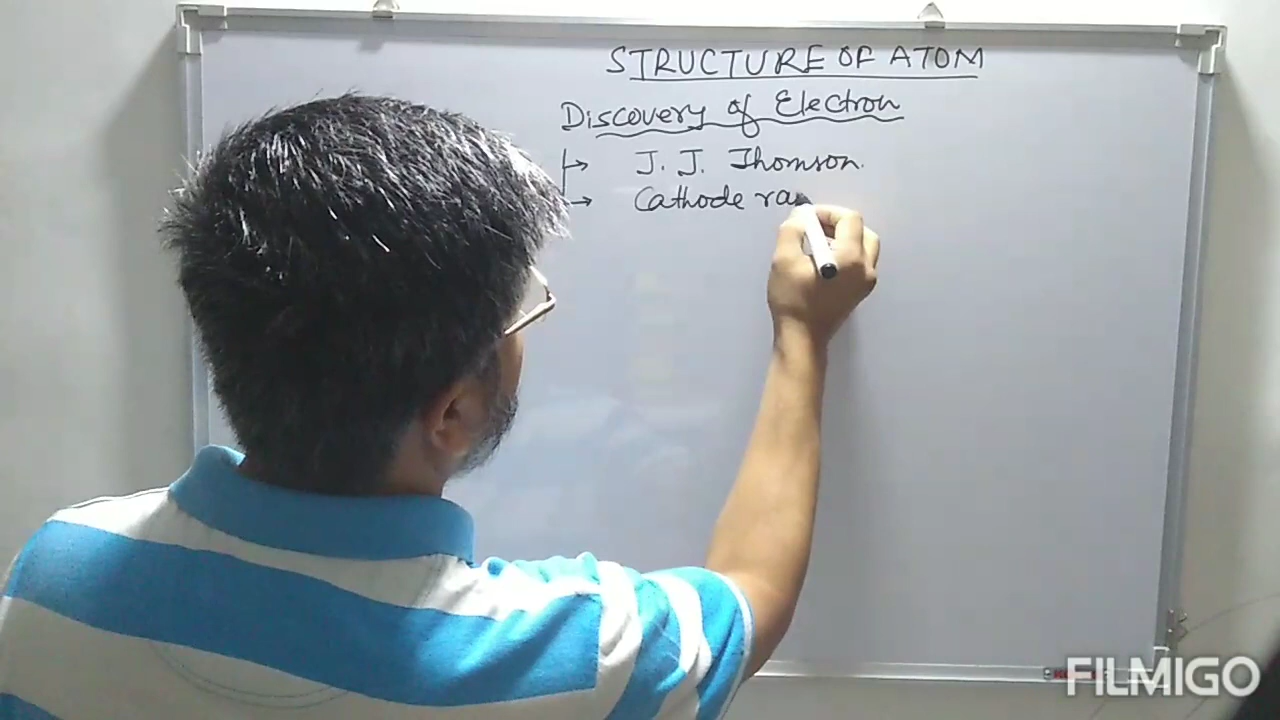 STRUCTURE OF ATOM
Discovery of Electron
→ J. J. Thomson.
→ Cathode ra
FILMIGO